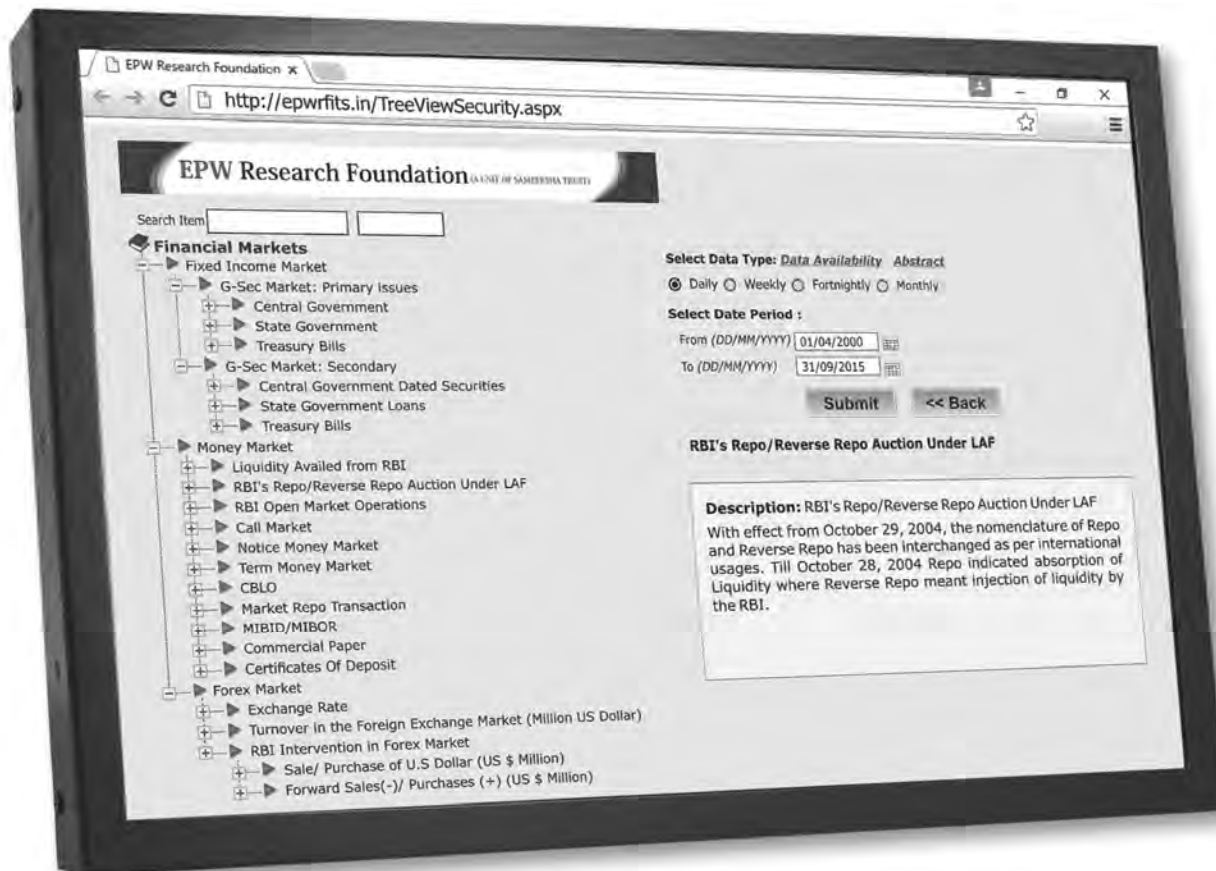 EPW Research Foundation
http://epwrfits.in/TreeViewSecurity.aspx
EPW Research Foundation (A UNIT OF SAMEEKSHA TRUST)
Search Item
Financial Markets
Fixed Income Market
G-Sec Market: Primary issues
Central Government
State Government
Treasury Bills
G-Sec Market: Secondary
Central Government Dated Securities
State Government Loans
Treasury Bills
Money Market
Liquidity Availed from RBI
RBI's Repo/Reverse Repo Auction Under LAF
RBI Open Market Operations
Call Market
Notice Money Market
Term Money Market
CBLO
Market Repo Transaction
MIBID/MIBOR
Commercial Paper
Certificates Of Deposit
Forex Market
Exchange Rate
Turnover in the Foreign Exchange Market (Million US Dollar)
RBI Intervention in Forex Market
Sale/ Purchase of U.S Dollar (US $ Million)
Forward Sales(-)/ Purchases (+) (US $ Million)
Select Data Type: Data Availability Abstract
Daily Weekly Fortnightly Monthly
Select Date Period :
From (DD/MM/YYYY) 01/04/2000
To (DD/MM/YYYY) 31/09/2015
Submit << Back
RBI's Repo/Reverse Repo Auction Under LAF
Description: RBI's Repo/Reverse Repo Auction Under LAF
With effect from October 29, 2004, the nomenclature of Repo
and Reverse Repo has been interchanged as per international
usages. Till October 28, 2004 Repo indicated absorption of
Liquidity where Reverse Repo meant injection of liquidity by
the RBI.